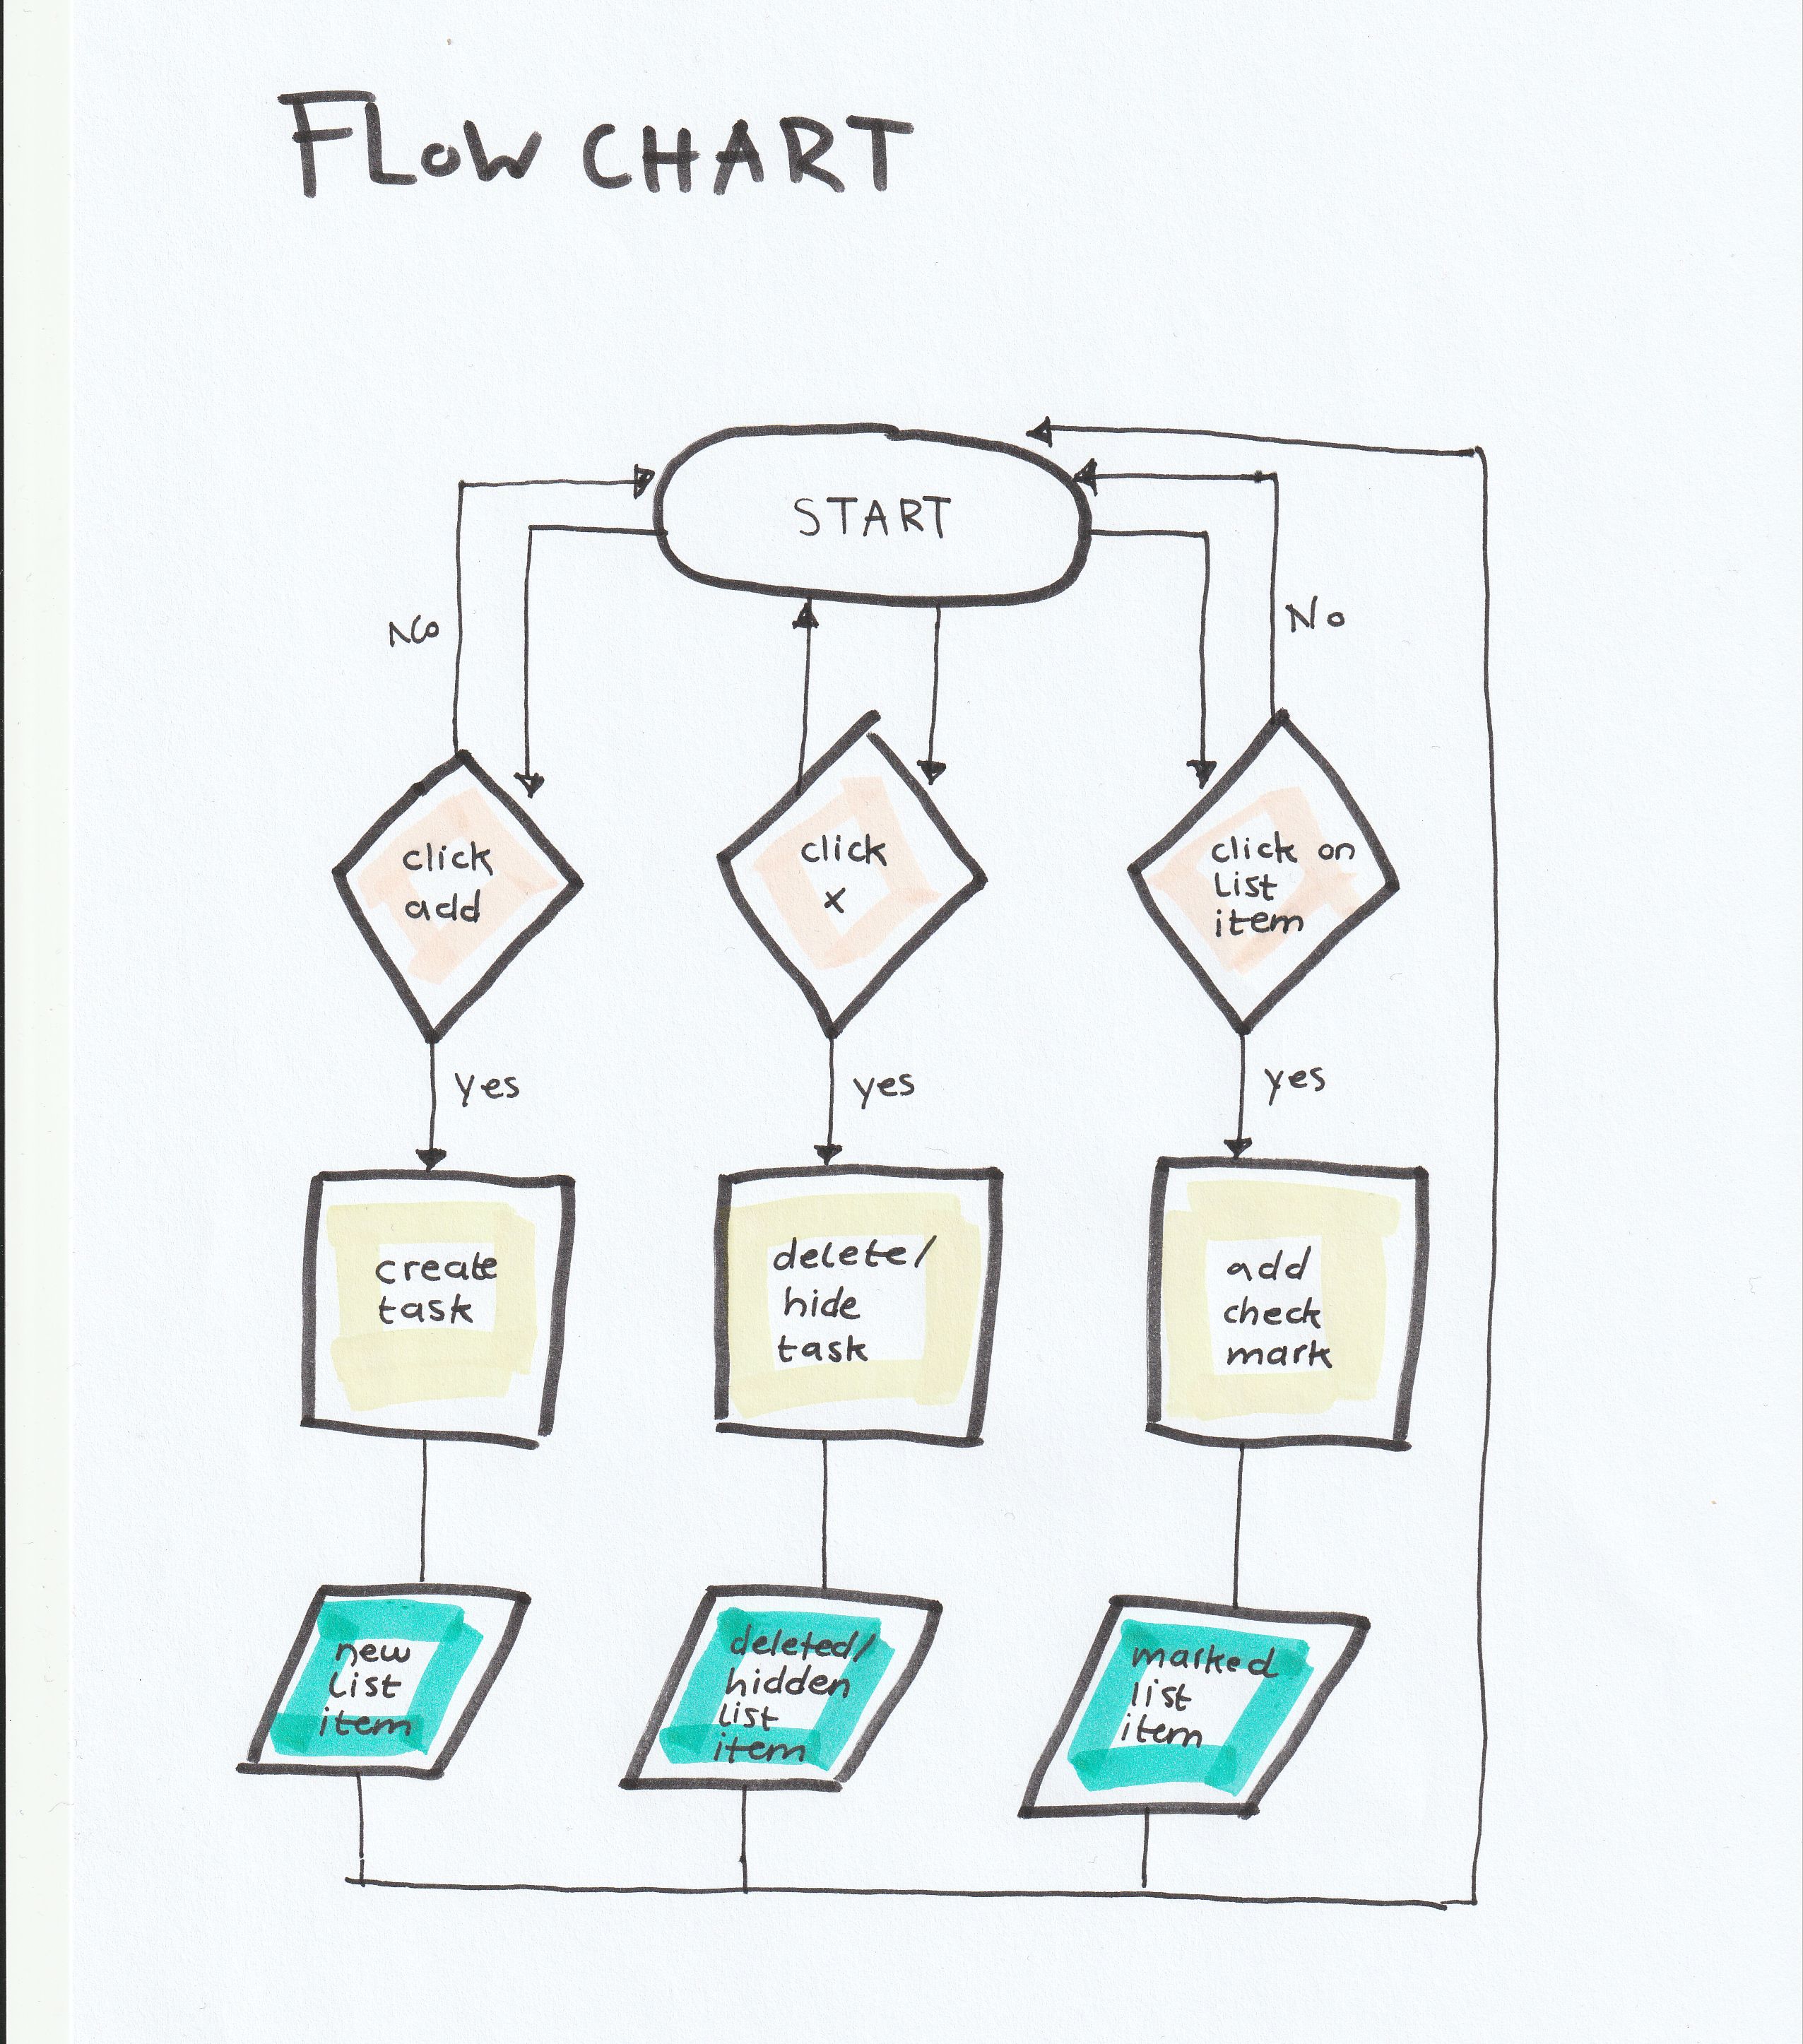 FLOW CHART
START
No
No
click
add
click
x
click on
list
item
yes
yes
yes
create
task
delete/
hide
task
add
check
mark
new
list
item
deleted/
hidden
list
item
marked
list
item